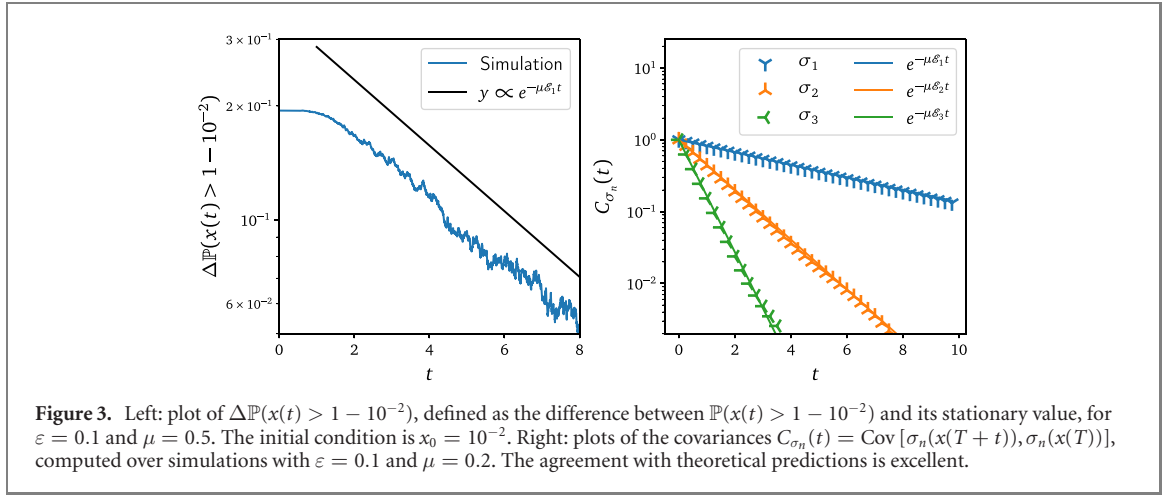 3 × 10⁻¹
2 × 10⁻¹
10⁻¹
6 × 10⁻²
Δℙ(x(t) > 1 − 10⁻²)
Simulation
y ∝ e^{−μℰ₁t}
0 2 4 6 8
t
10¹
10⁰
10⁻¹
10⁻²
C_{σₙ}(t)
σ₁ e^{−μℰ₁t}
σ₂ e^{−μℰ₂t}
σ₃ e^{−μℰ₃t}
0 2 4 6 8 10
t
Figure 3. Left: plot of Δℙ(x(t) > 1 − 10⁻²), defined as the difference between ℙ(x(t) > 1 − 10⁻²) and its stationary value, for
ε = 0.1 and μ = 0.5. The initial condition is x₀ = 10⁻². Right: plots of the covariances C_{σₙ}(t) = Cov [σₙ(x(T + t)), σₙ(x(T))],
computed over simulations with ε = 0.1 and μ = 0.2. The agreement with theoretical predictions is excellent.